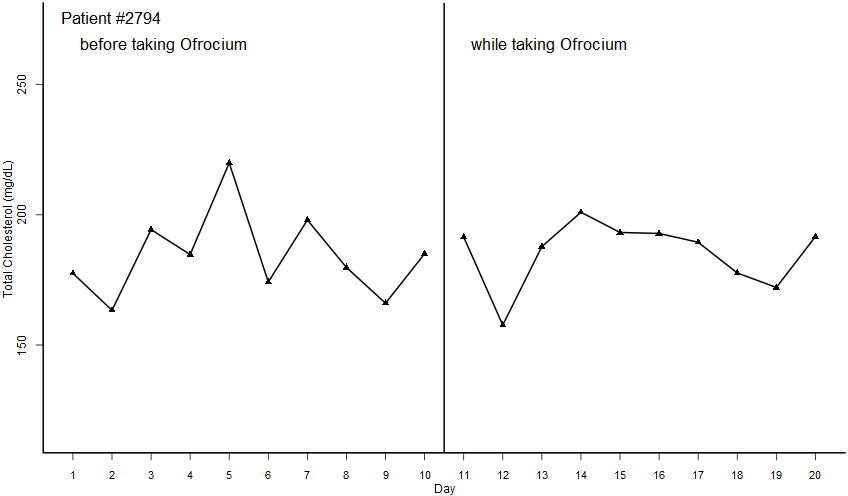 Patient #2794
before taking Ofrocium
while taking Ofrocium
250
200
150
Total Cholesterol (mg/dL)
1 2 3 4 5 6 7 8 9 10 11 12 13 14 15 16 17 18 19 20
Day